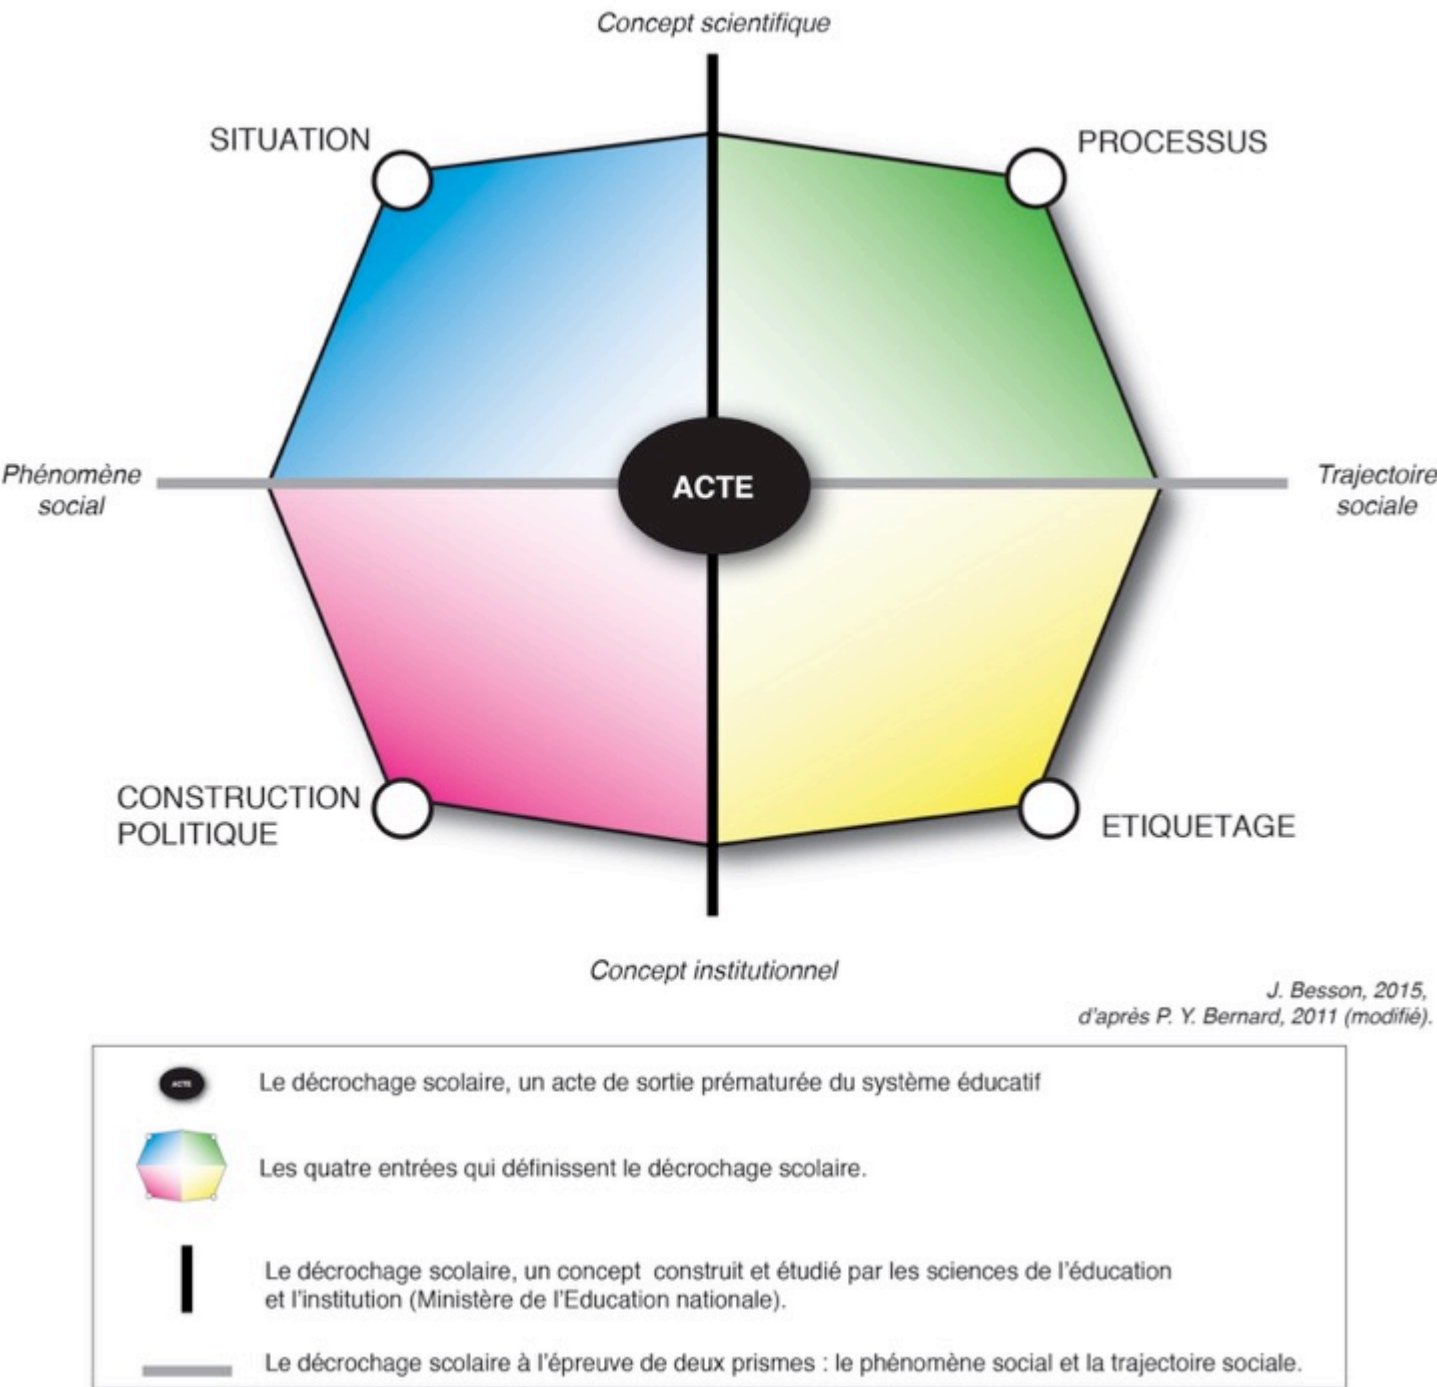 Concept scientifique
SITUATION
PROCESSUS
Phénomène
social
ACTE
Trajectoire
sociale
CONSTRUCTION
POLITIQUE
ETIQUETAGE
Concept institutionnel
J. Besson, 2015,
d'après P. Y. Bernard, 2011 (modifié).
ACTE
Le décrochage scolaire, un acte de sortie prématurée du système éducatif
Les quatre entrées qui définissent le décrochage scolaire.
Le décrochage scolaire, un concept construit et étudié par les sciences de l'éducation
et l'institution (Ministère de l'Education nationale).
Le décrochage scolaire à l'épreuve de deux prismes : le phénomène social et la trajectoire sociale.